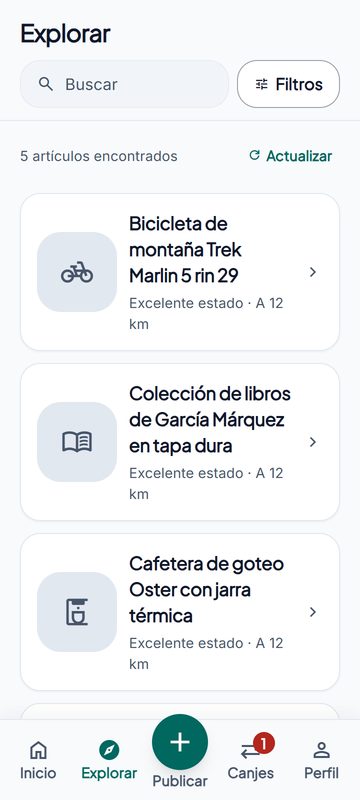 Explorar
Buscar
Filtros
5 artículos encontrados
Actualizar
Bicicleta de
montaña Trek
Marlin 5 rin 29
Excelente estado · A 12
km
Colección de libros
de García Márquez
en tapa dura
Excelente estado · A 12
km
Cafetera de goteo
Oster con jarra
térmica
Excelente estado · A 12
km
1
Inicio
Explorar
Publicar
Canjes
Perfil